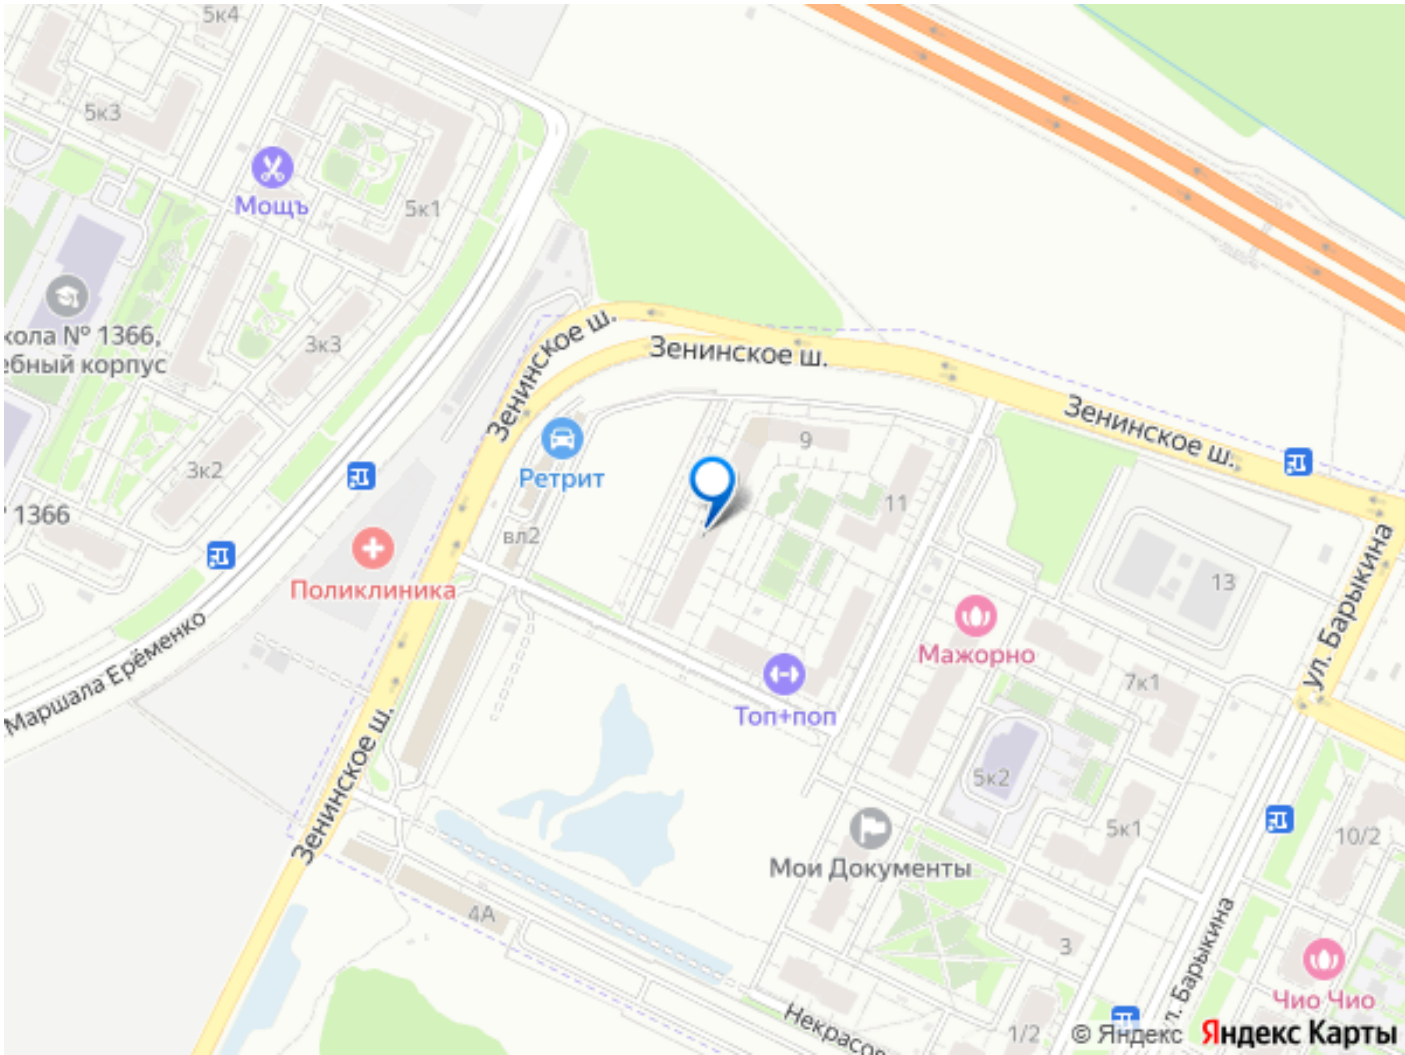 5к4
5к3
Мощъ
5к1
кола № 1366,
ебный корпус
3к3
Зенинское ш.
Зенинское ш.
Зенинское ш.
9
3к2
Ретрит
11
1366
вл2
Поликлиника
13
ул. Барыкина
Мажорно
Маршала Ерёменко
7к1
Топ+поп
Зенинское ш.
5к2
5к1
10/2
Мои Документы
4А
3
л. Барыкина
Чио Чио
Некрасов
1/2
© Яндекс Яндекс Карты